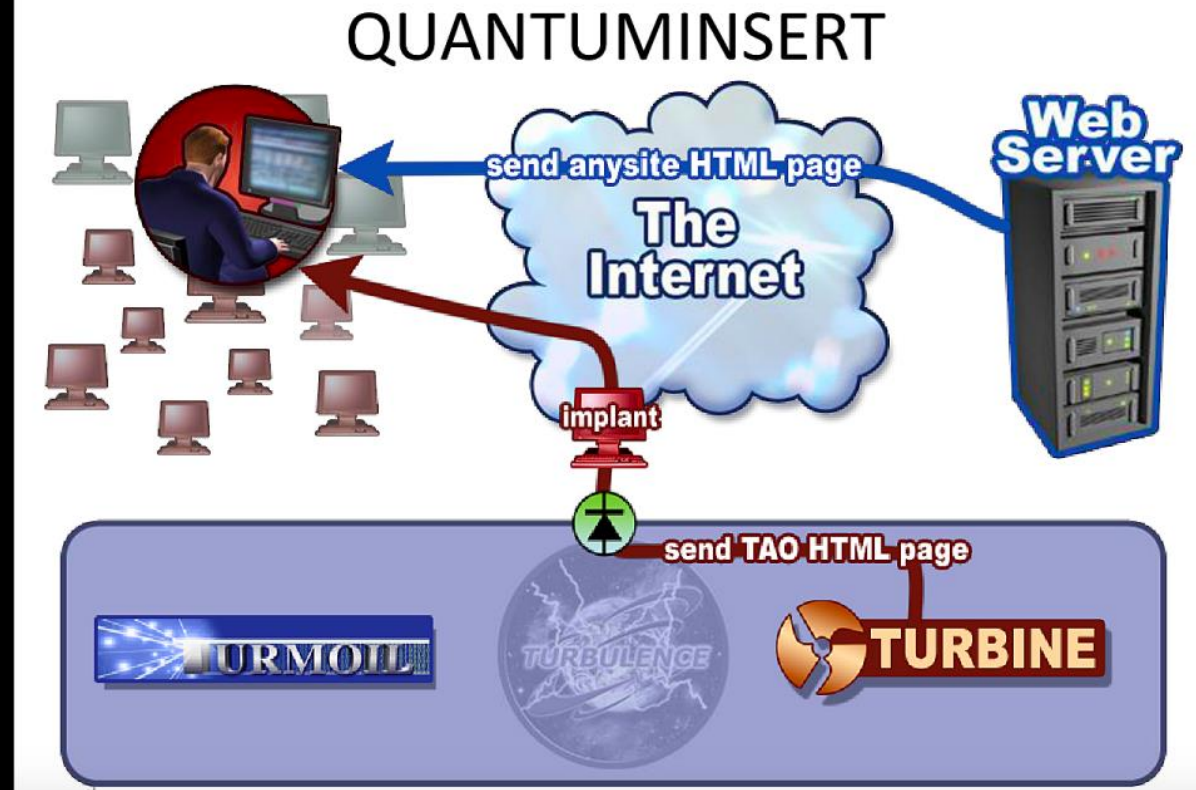 QUANTUMINSERT
Web
Server
send anysite HTML page
The
Internet
implant
send TAO HTML page
TURMOIL
TURBULENCE
TURBINE